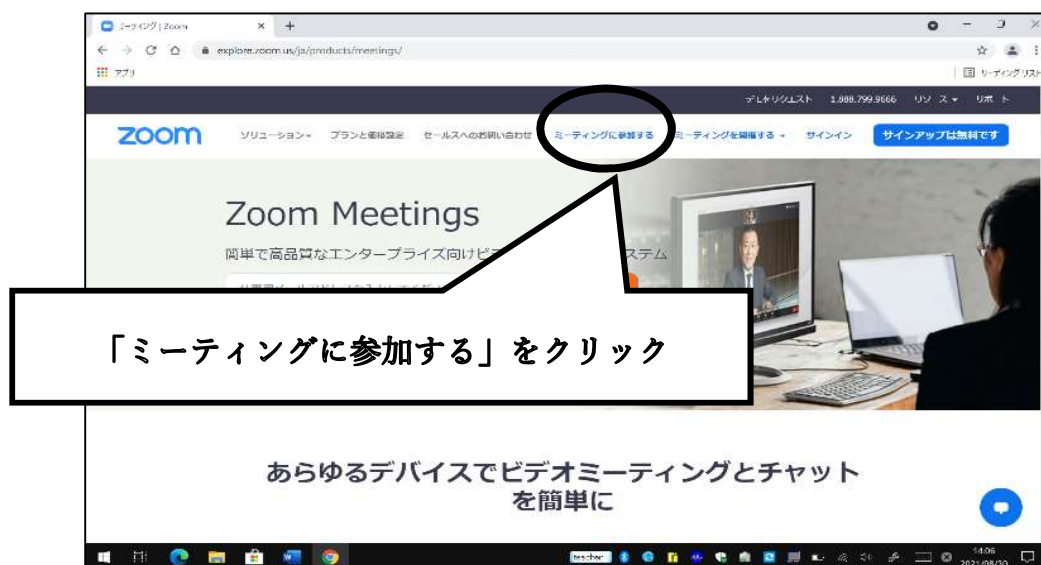 ミーティング | Zoom
explore.zoom.us/ja/products/meetings/
アプリ
リーディングリスト
デモをリクエスト 1.888.799.9666 リソース サポート
zoom ソリューション プランと価格設定 セールスへのお問い合わせ ミーティングに参加する ミーティングを開催する サインイン サインアップは無料です
Zoom Meetings
簡単で高品質なエンタープライズ向けビ ステム
「ミーティングに参加する」をクリック
あらゆるデバイスでビデオミーティングとチャット
を簡単に
teacher
14:06
2021/08/30